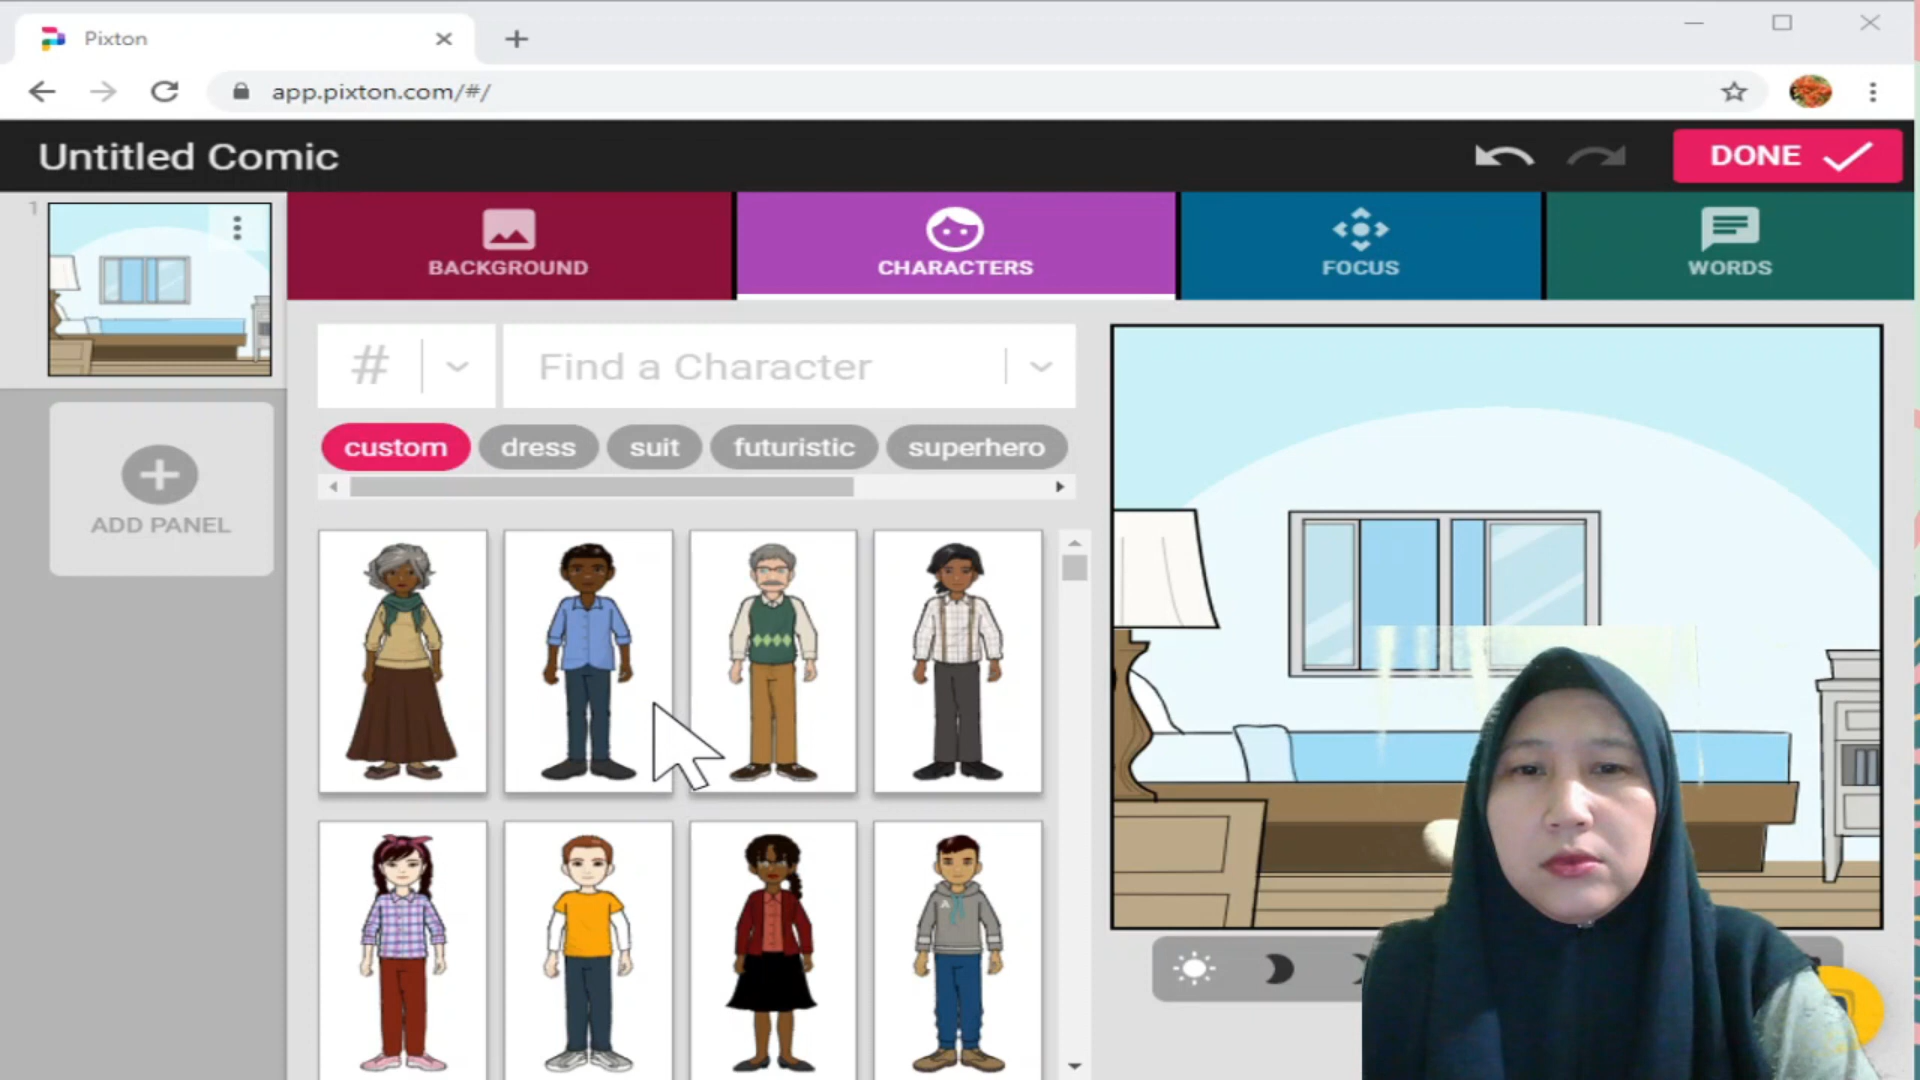 Pixton
app.pixton.com/#/
Untitled Comic
DONE
1
BACKGROUND
CHARACTERS
FOCUS
WORDS
# Find a Character
custom dress suit futuristic superhero
ADD PANEL
A